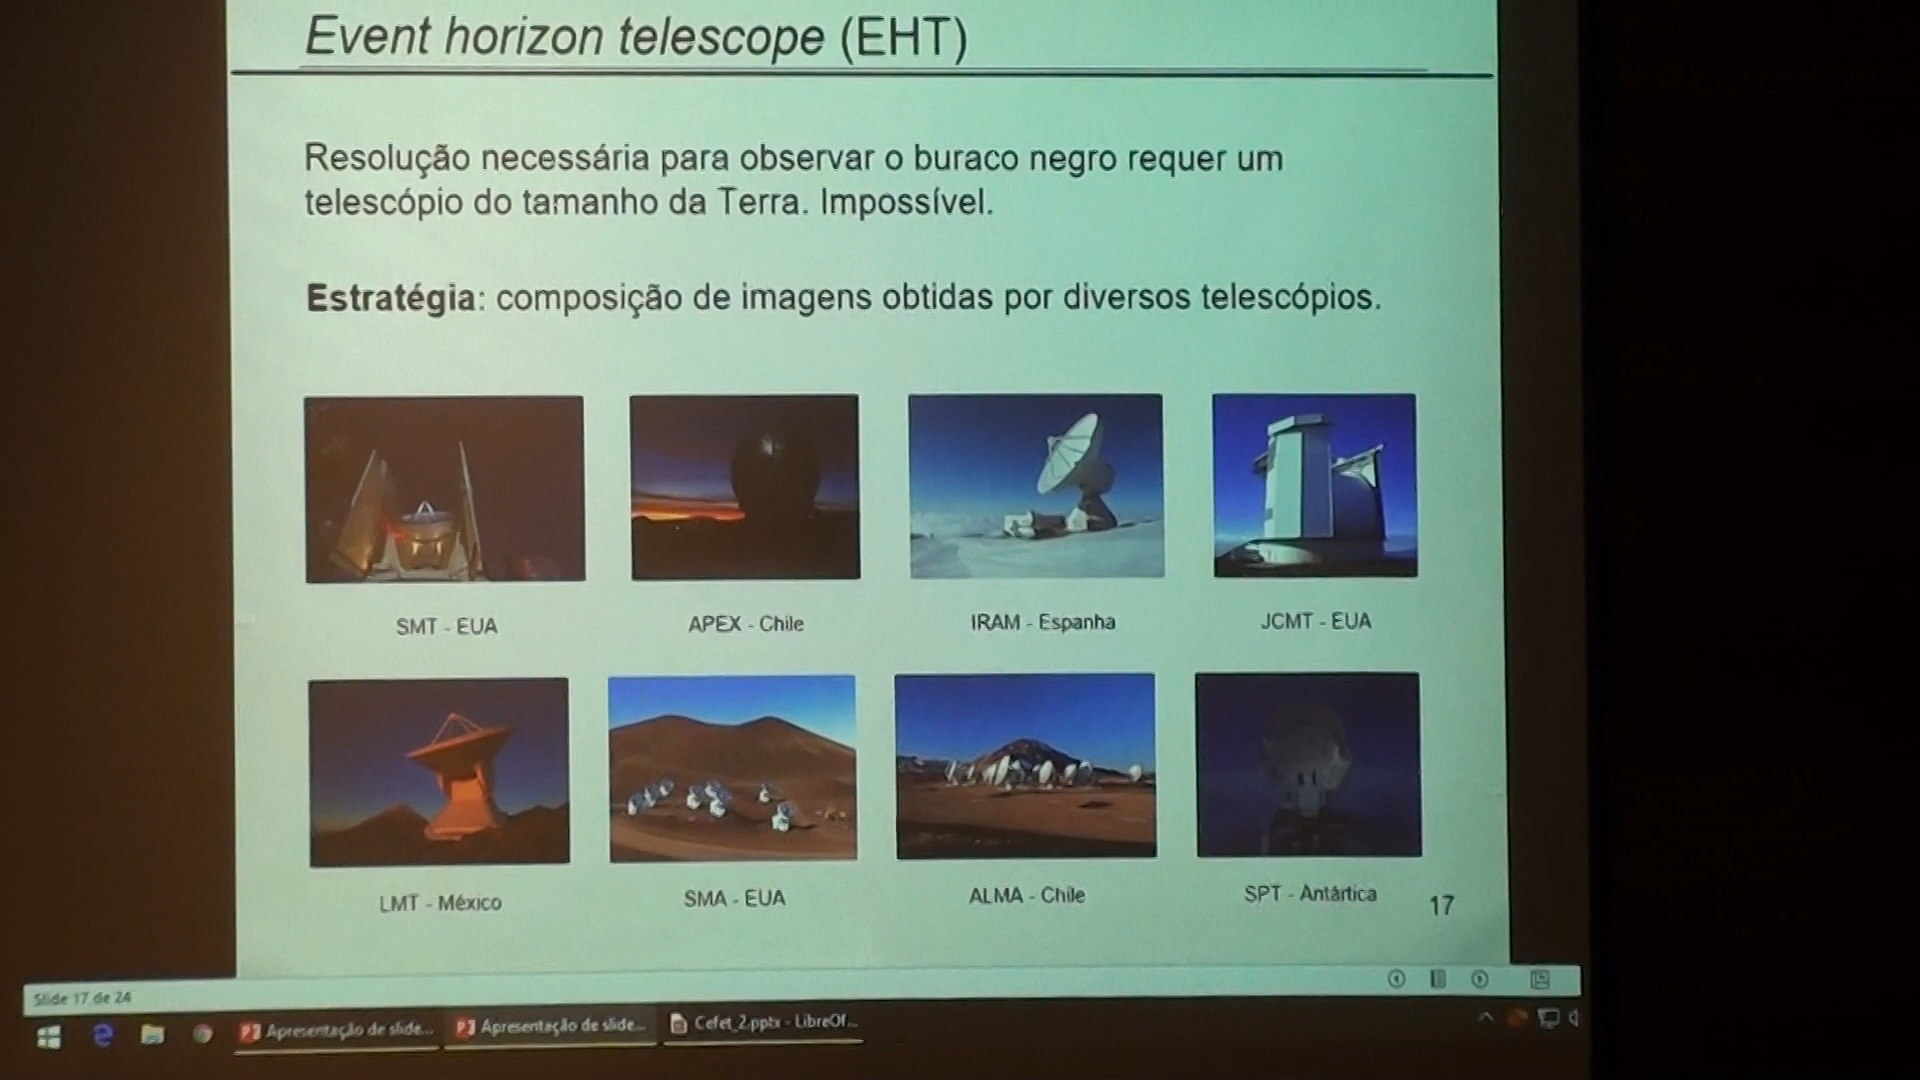 Event horizon telescope (EHT)
Resolução necessária para observar o buraco negro requer um
telescópio do tamanho da Terra. Impossível.
Estratégia: composição de imagens obtidas por diversos telescópios.
SMT - EUA
APEX - Chile
IRAM - Espanha
JCMT - EUA
LMT - México
SMA - EUA
ALMA - Chile
SPT - Antártica
17
Slide 17 de 24
Apresentação de slide...
Apresentação de slide...
Cefet_2.pptx - LibreOf...